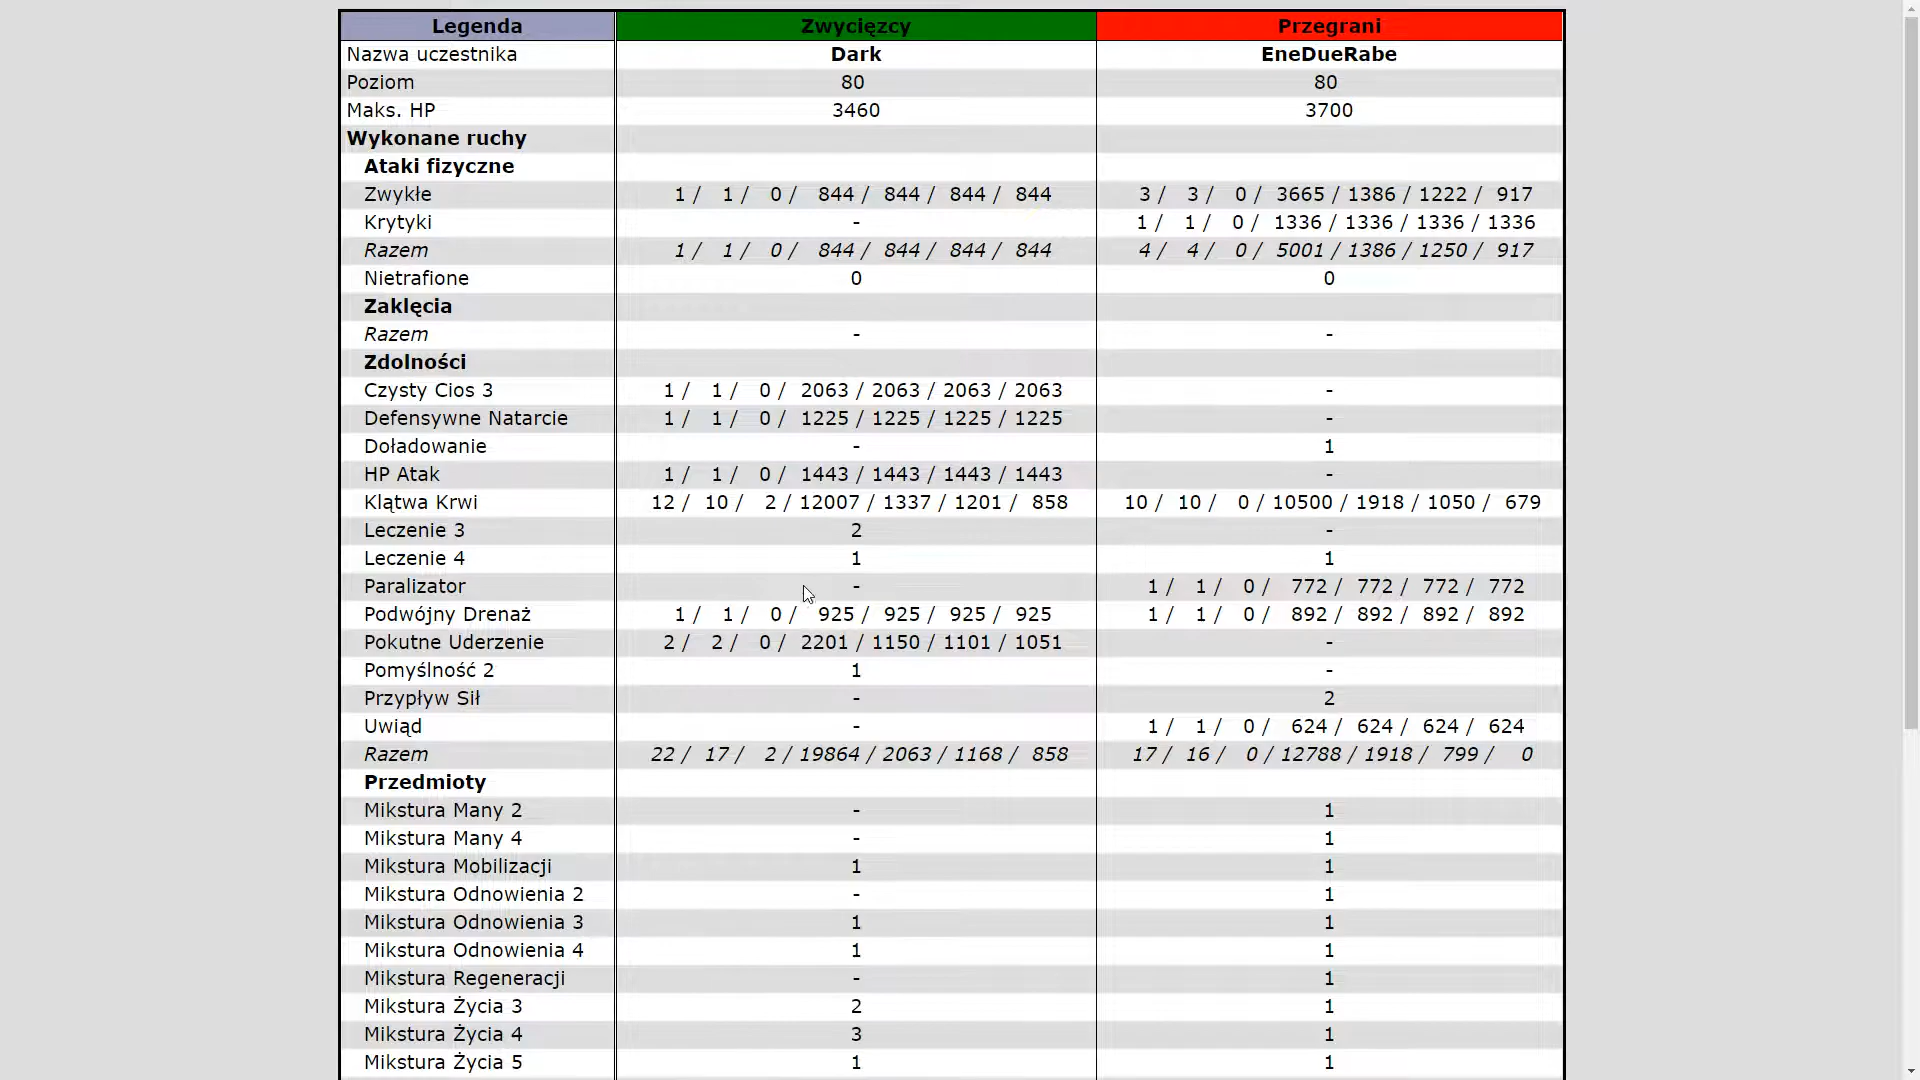 Legenda Zwycięzcy Przegrani
Nazwa uczestnika Dark EneDueRabe
Poziom 80 80
Maks. HP 3460 3700
Wykonane ruchy
Ataki fizyczne
Zwykłe 1 / 1 / 0 / 844 / 844 / 844 / 844 3 / 3 / 0 / 3665 / 1386 / 1222 / 917
Krytyki - 1 / 1 / 0 / 1336 / 1336 / 1336 / 1336
Razem 1 / 1 / 0 / 844 / 844 / 844 / 844 4 / 4 / 0 / 5001 / 1386 / 1250 / 917
Nietrafione 0 0
Zaklęcia
Razem - -
Zdolności
Czysty Cios 3 1 / 1 / 0 / 2063 / 2063 / 2063 / 2063 -
Defensywne Natarcie 1 / 1 / 0 / 1225 / 1225 / 1225 / 1225 -
Doładowanie - 1
HP Atak 1 / 1 / 0 / 1443 / 1443 / 1443 / 1443 -
Klątwa Krwi 12 / 10 / 2 / 12007 / 1337 / 1201 / 858 10 / 10 / 0 / 10500 / 1918 / 1050 / 679
Leczenie 3 2 -
Leczenie 4 1 1
Paralizator - 1 / 1 / 0 / 772 / 772 / 772 / 772
Podwójny Drenaż 1 / 1 / 0 / 925 / 925 / 925 / 925 1 / 1 / 0 / 892 / 892 / 892 / 892
Pokutne Uderzenie 2 / 2 / 0 / 2201 / 1150 / 1101 / 1051 -
Pomyślność 2 1 -
Przypływ Sił - 2
Uwiąd - 1 / 1 / 0 / 624 / 624 / 624 / 624
Razem 22 / 17 / 2 / 19864 / 2063 / 1168 / 858 17 / 16 / 0 / 12788 / 1918 / 799 / 0
Przedmioty
Mikstura Many 2 - 1
Mikstura Many 4 - 1
Mikstura Mobilizacji 1 1
Mikstura Odnowienia 2 - 1
Mikstura Odnowienia 3 1 1
Mikstura Odnowienia 4 1 1
Mikstura Regeneracji - 1
Mikstura Życia 3 2 1
Mikstura Życia 4 3 1
Mikstura Życia 5 1 1